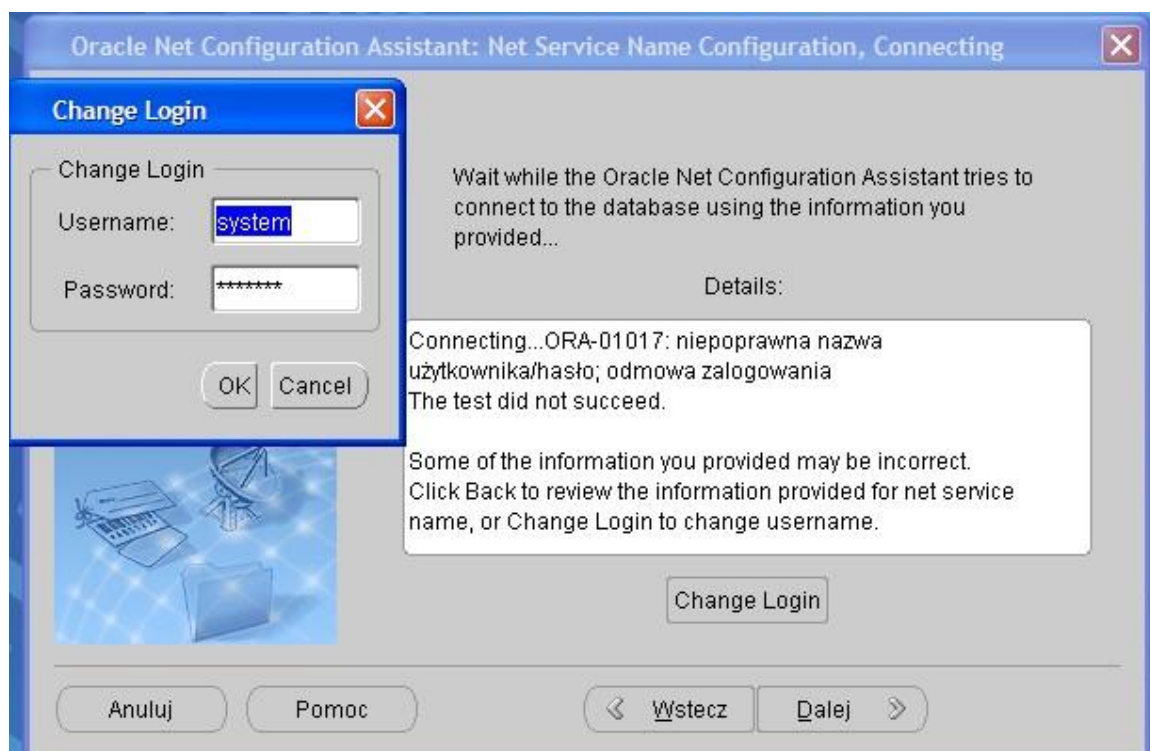 Oracle Net Configuration Assistant: Net Service Name Configuration, Connecting
Change Login
Change Login
Username:
system
Password:
*******
OK
Cancel
Wait while the Oracle Net Configuration Assistant tries to
connect to the database using the information you
provided...
Details:
Connecting...ORA-01017: niepoprawna nazwa
użytkownika/hasło; odmowa zalogowania
The test did not succeed.
Some of the information you provided may be incorrect.
Click Back to review the information provided for net service
name, or Change Login to change username.
Change Login
Anuluj
Pomoc
Wstecz
Dalej